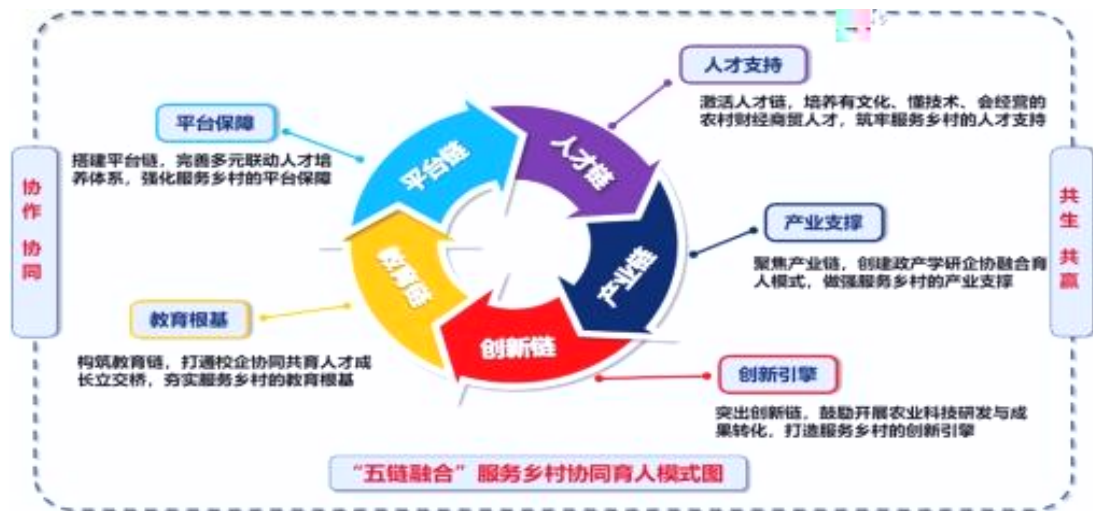 人才支持
激活人才链，培养有文化、懂技术、会经营的
农村财经商贸人才，筑牢服务乡村的人才支持
平台保障
搭建平台链，完善多元联动人才培
养体系，强化服务乡村的平台保障
平台链
人才链
协作 协同
共生 共赢
产业支撑
聚焦产业链，创建政产学研企协融合育
人模式，做强服务乡村的产业支撑
教育链
产业链
教育根基
构筑教育链，打通校企协同共育人才成
长立交桥，夯实服务乡村的教育根基
创新链
创新引擎
突出创新链，鼓励开展农业科技研发与成
果转化，打造服务乡村的创新引擎
“五链融合”服务乡村协同育人模式图